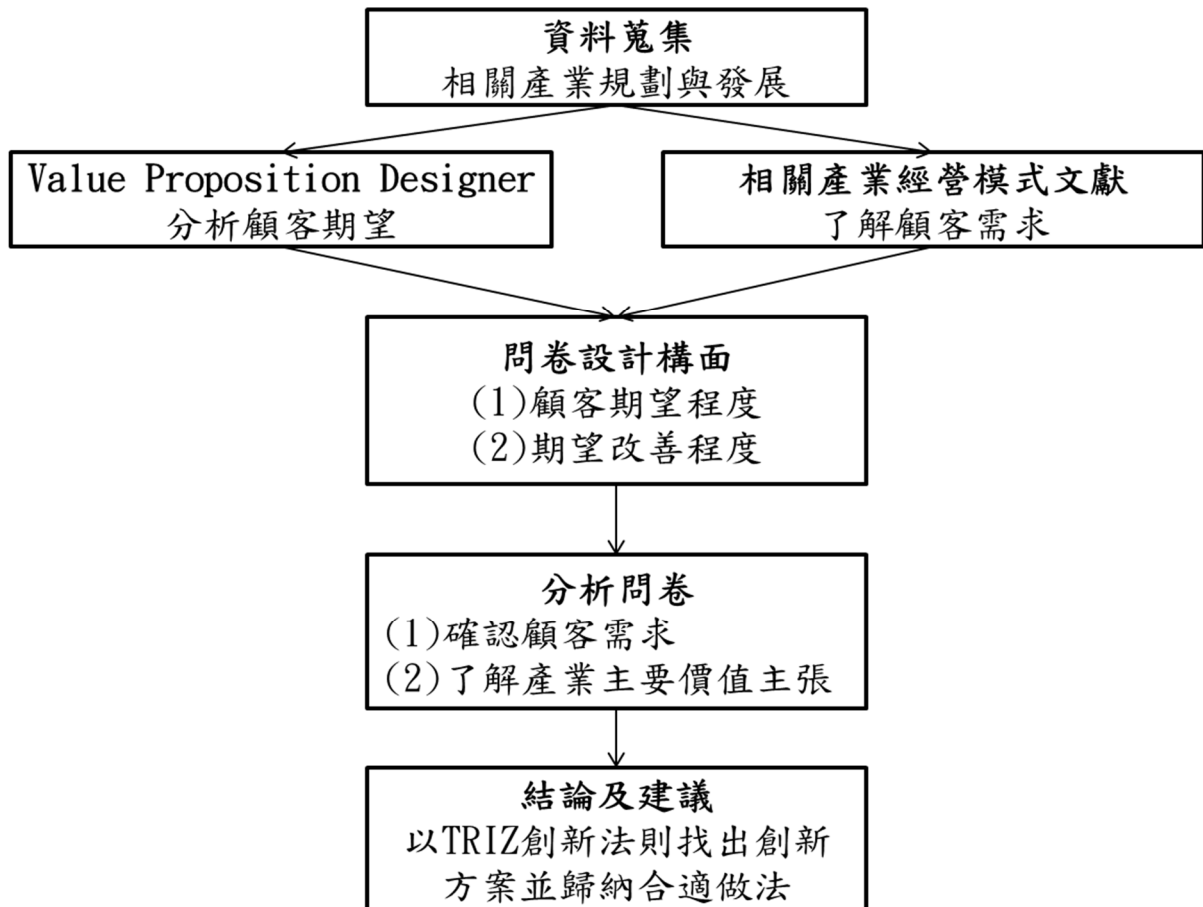 資料蒐集
相關產業規劃與發展
Value Proposition Designer
分析顧客期望
相關產業經營模式文獻
了解顧客需求
問卷設計構面
(1)顧客期望程度
(2)期望改善程度
分析問卷
(1)確認顧客需求
(2)了解產業主要價值主張
結論及建議
以TRIZ創新法則找出創新
方案並歸納合適做法